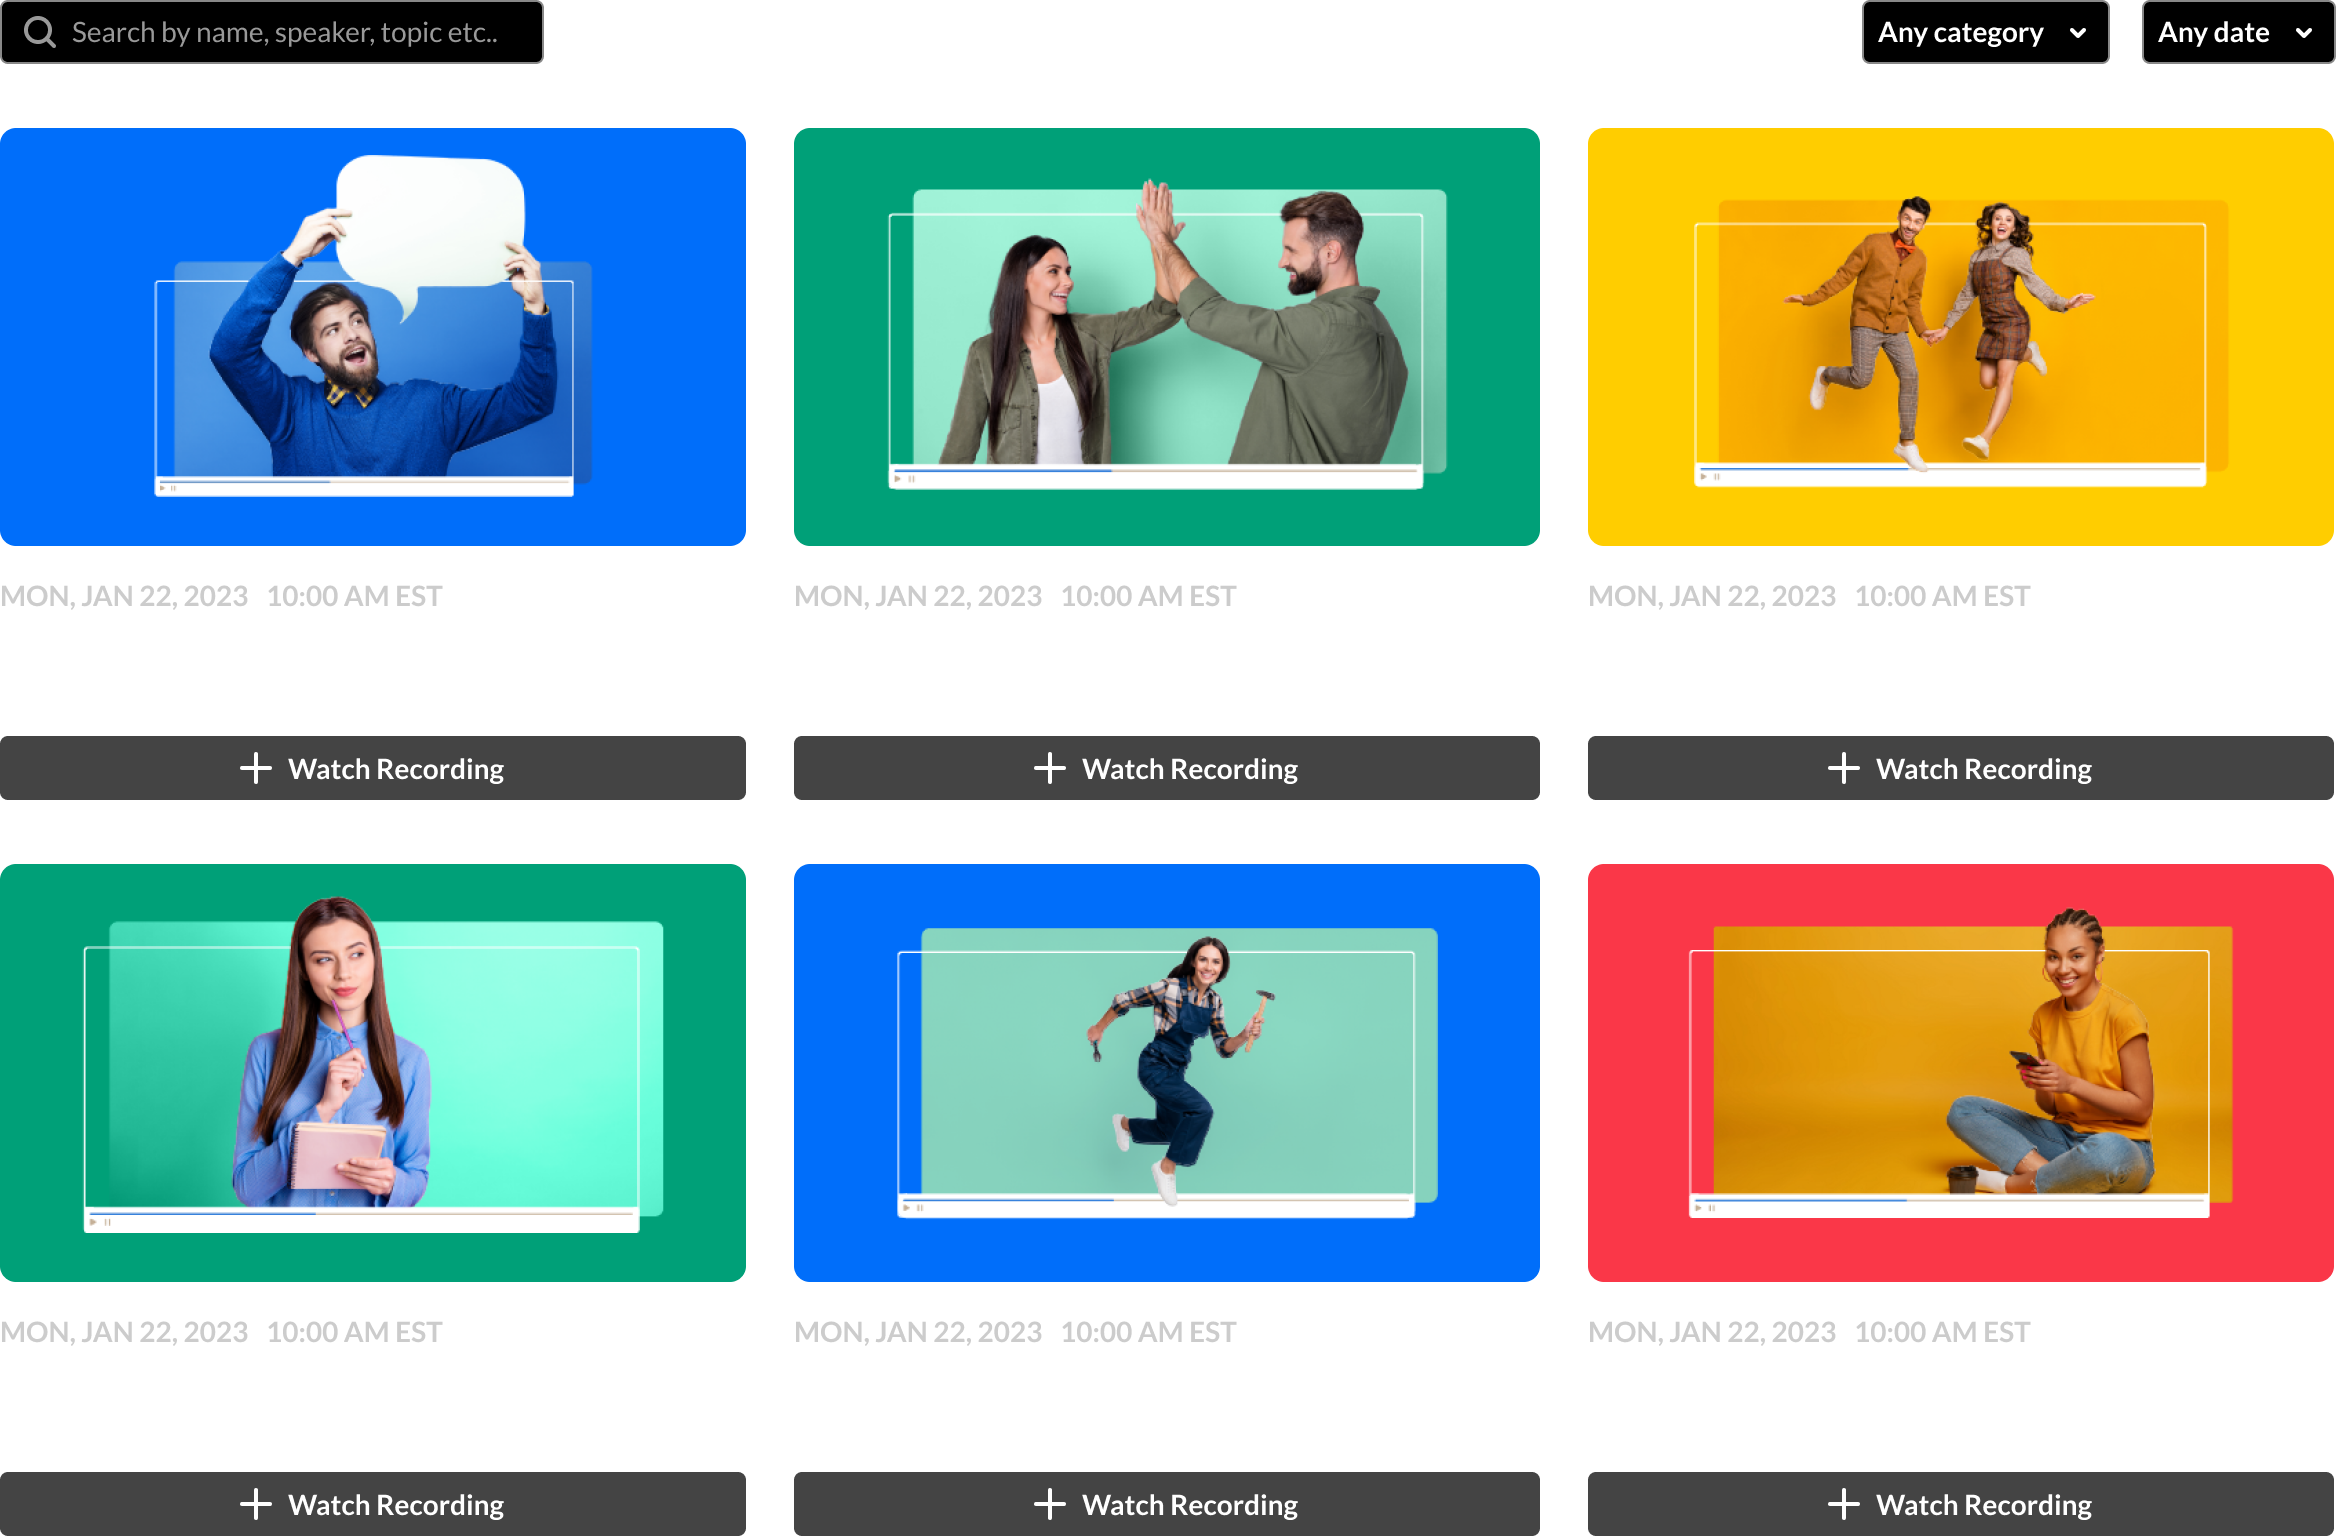 Search by name, speaker, topic etc..
Any category
Any date
MON, JAN 22, 2023 10:00 AM EST
MON, JAN 22, 2023 10:00 AM EST
MON, JAN 22, 2023 10:00 AM EST
Watch Recording
Watch Recording
Watch Recording
MON, JAN 22, 2023 10:00 AM EST
MON, JAN 22, 2023 10:00 AM EST
MON, JAN 22, 2023 10:00 AM EST
Watch Recording
Watch Recording
Watch Recording